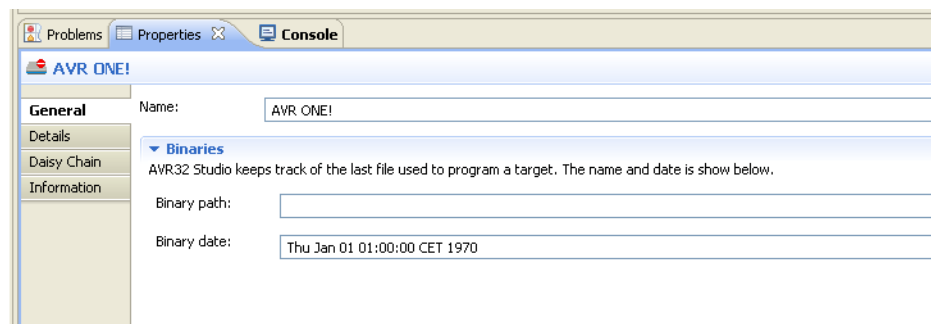 Problems Properties Console
AVR ONE!
General
Name: AVR ONE!
Details
Daisy Chain
Information
Binaries
AVR32 Studio keeps track of the last file used to program a target. The name and date is show below.
Binary path:
Binary date: Thu Jan 01 01:00:00 CET 1970